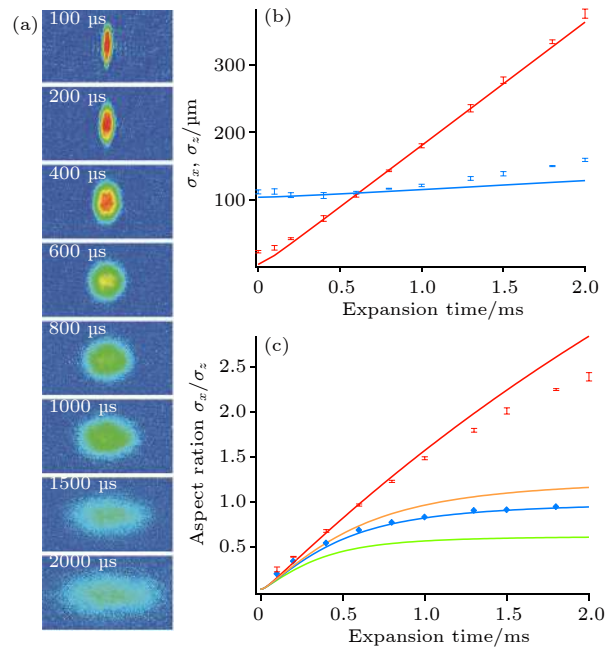 (a)
100 µs
200 µs
400 µs
600 µs
800 µs
1000 µs
1500 µs
2000 µs
(b)
σx, σz/µm
300
200
100
0 0.5 1.0 1.5 2.0
Expansion time/ms
(c)
Aspect ration σx/σz
2.5
2.0
1.5
1.0
0.5
0 0.5 1.0 1.5 2.0
Expansion time/ms